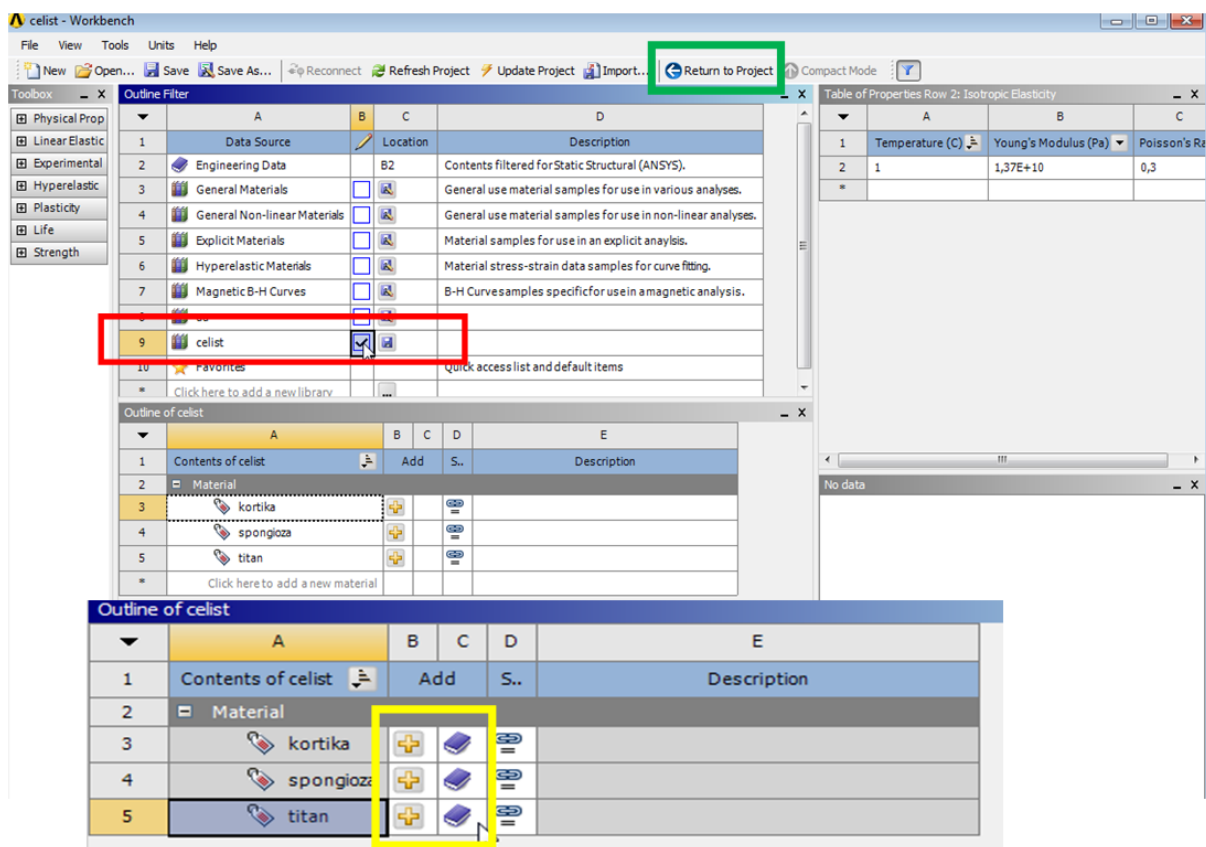 celist - Workbench
File View Tools Units Help
New Open... Save Save As... Reconnect Refresh Project Update Project Import... Return to Project Compact Mode
Toolbox
Physical Prop
Linear Elastic
Experimental
Hyperelastic
Plasticity
Life
Strength
Outline Filter
A B C D
1 Data Source Location Description
2 Engineering Data B2 Contents filtered for Static Structural (ANSYS).
3 General Materials General use material samples for use in various analyses.
4 General Non-linear Materials General use material samples for use in non-linear analyses.
5 Explicit Materials Material samples for use in an explicit anaylsis.
6 Hyperelastic Materials Material stress-strain data samples for curve fitting.
7 Magnetic B-H Curves B-H Curve samples specific for use in a magnetic analysis.
9 celist
10 Favorites Quick access list and default items
* Click here to add a new library ...
Outline of celist
A B C D E
1 Contents of celist Add S.. Description
2 Material
3 kortika
4 spongioza
5 titan
* Click here to add a new material
Table of Properties Row 2: Isotropic Elasticity
A B C
1 Temperature (C) Young's Modulus (Pa) Poisson's Ra
2 1 1,37E+10 0,3
*
No data
Outline of celist
A B C D E
1 Contents of celist Add S.. Description
2 Material
3 kortika
4 spongioza
5 titan